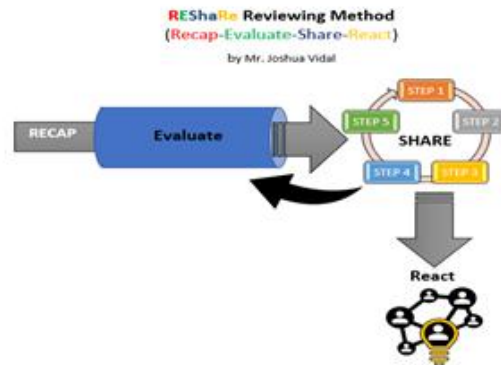 REShaRe Reviewing Method
(Recap-Evaluate-Share-React)
by Mr. Joshua Vidal
RECAP
Evaluate
STEP 1
STEP 5
STEP 2
SHARE
STEP 4
STEP 3
React